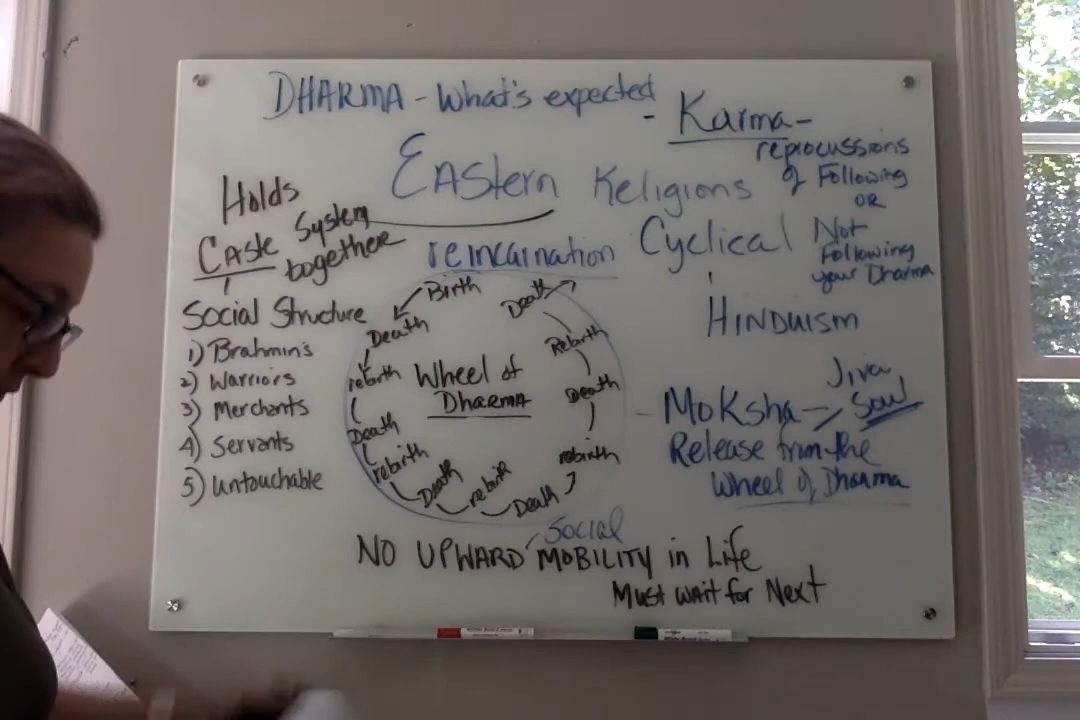 DHARMA - What's expected
- Karma -
reprocussions
of Following
OR
Not
Following
your Dharma
Eastern Religions
Cyclical
HINDUISM
Holds
Caste System
together
Social Structure
1) Brahmin's
2) Warriors
3) Merchants
4) Servants
5) Untouchable
reincarnation
Birth
Death
rebirth
Death
rebirth
Death
rebirth
Death
rebirth
Death
Rebirth
Death
Wheel of
DHARMA
Jiva
- Moksha - Soul
Release from the
Wheel of Dharma
Social
NO UPWARD MOBILITY in Life
Must wait for Next